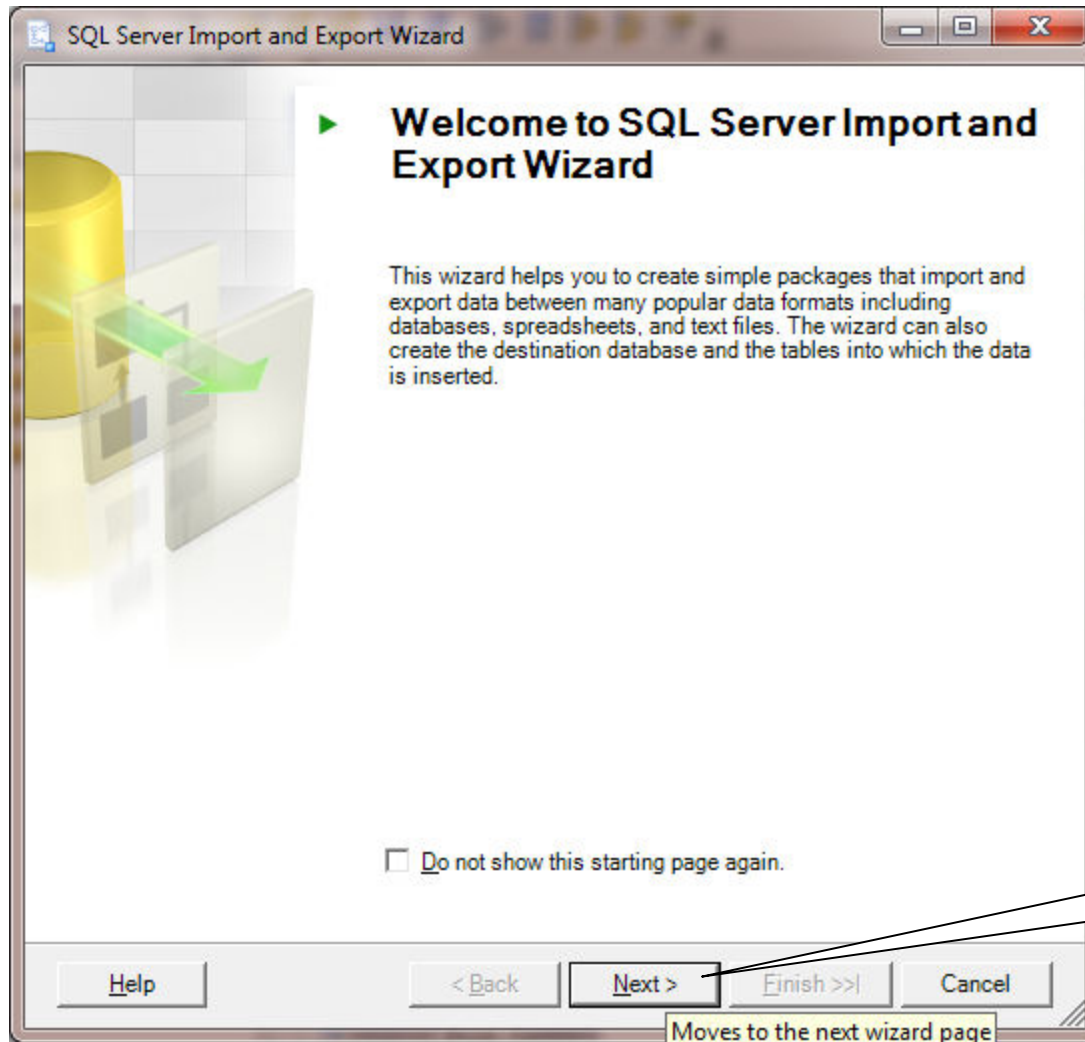 SQL Server Import and Export Wizard
Welcome to SQL Server Import and
Export Wizard
This wizard helps you to create simple packages that import and
export data between many popular data formats including
databases, spreadsheets, and text files. The wizard can also
create the destination database and the tables into which the data
is inserted.
Do not show this starting page again.
Help
< Back
Next >
Finish >>|
Cancel
Moves to the next wizard page